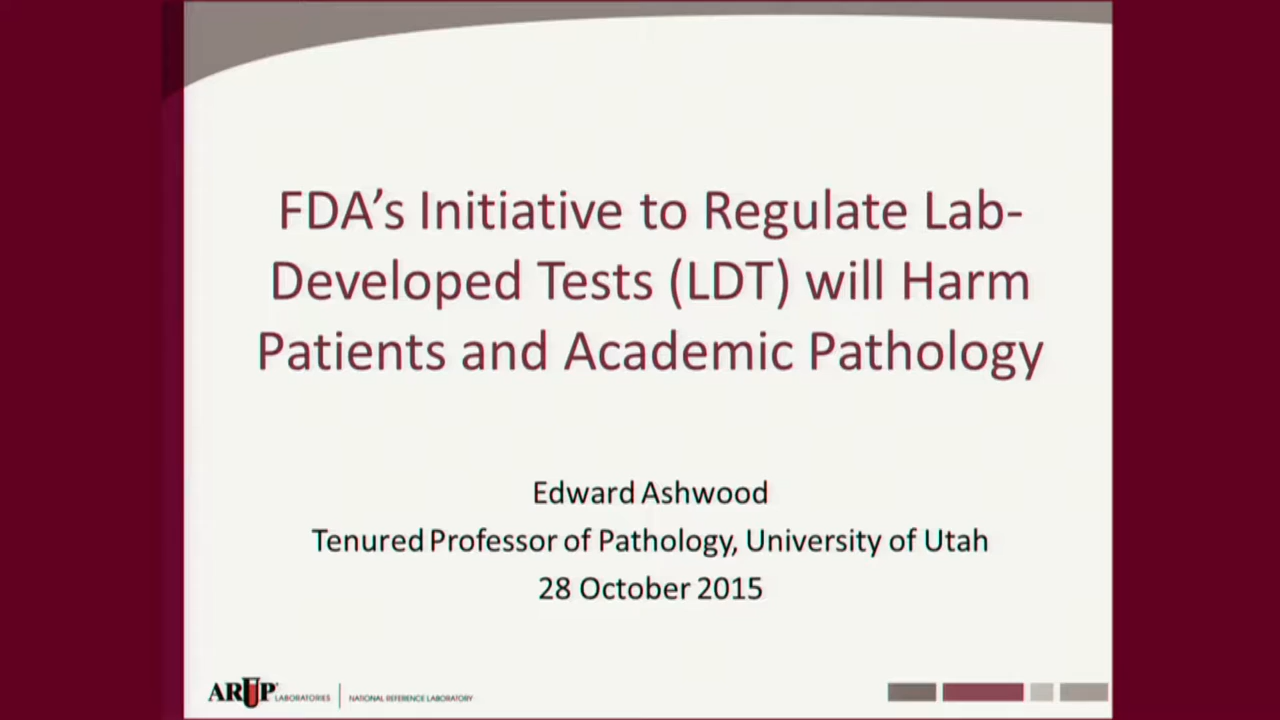 FDA’s Initiative to Regulate Lab-
Developed Tests (LDT) will Harm
Patients and Academic Pathology
Edward Ashwood
Tenured Professor of Pathology, University of Utah
28 October 2015
ARUP LABORATORIES | NATIONAL REFERENCE LABORATORY